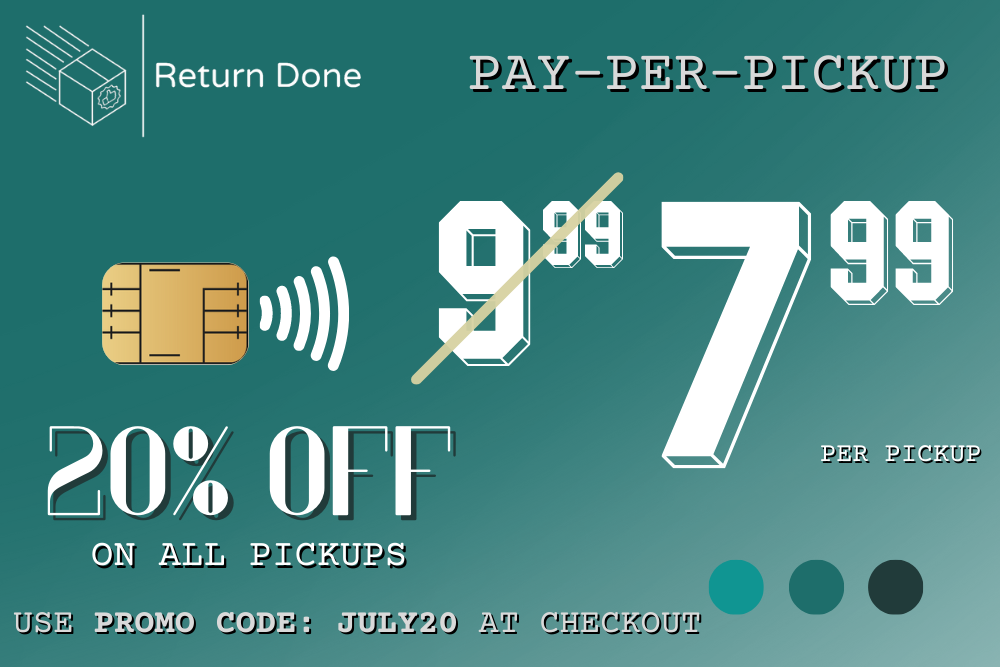 Return Done
PAY-PER-PICKUP
9 99
7 99
PER PICKUP
20% OFF
ON ALL PICKUPS
USE PROMO CODE: JULY20 AT CHECKOUT